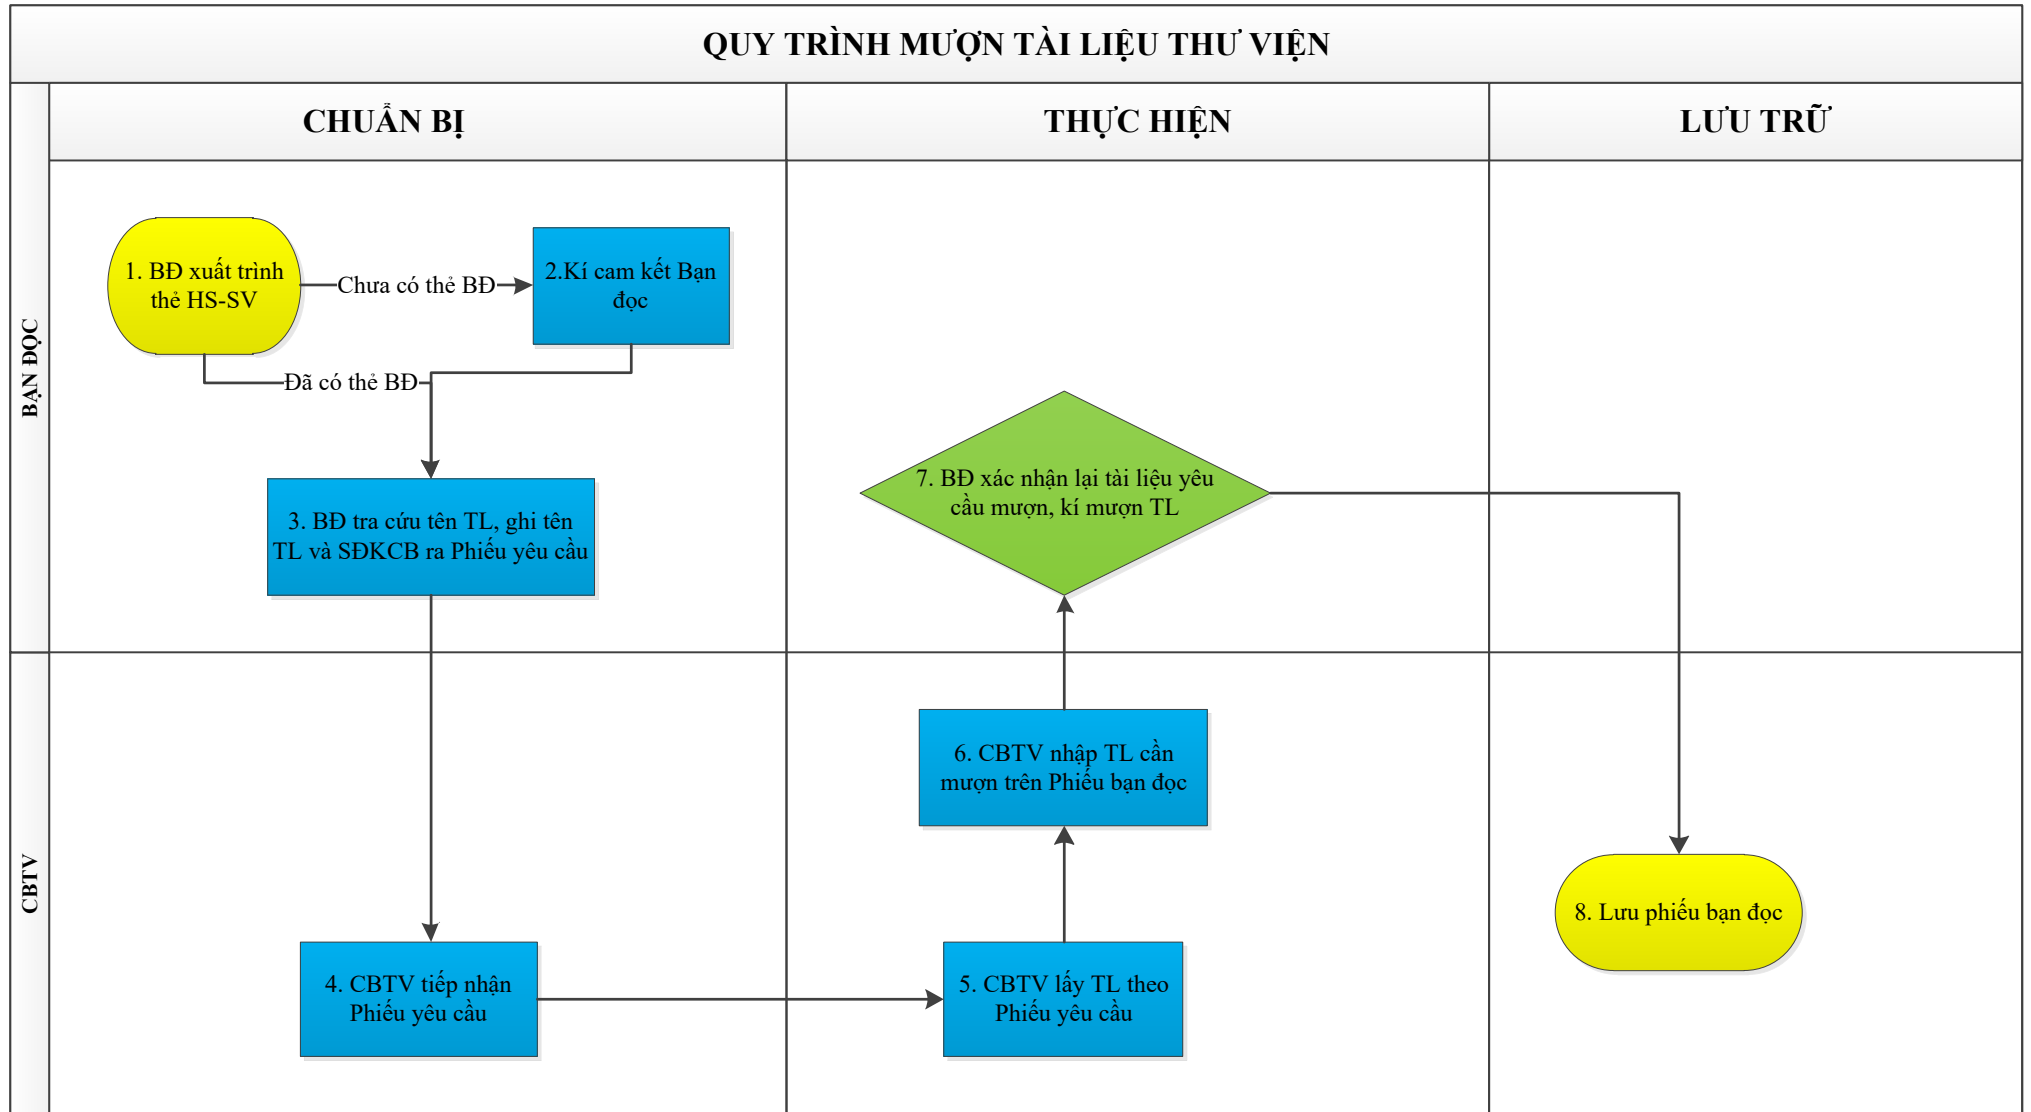 QUY TRÌNH MƯỢN TÀI LIỆU THƯ VIỆN
CHUẨN BỊ
THỰC HIỆN
LƯU TRỮ
BẠN ĐỌC
1. BĐ xuất trình
thẻ HS-SV
Chưa có thẻ BĐ
2.Kí cam kết Bạn
đọc
Đã có thẻ BĐ
3. BĐ tra cứu tên TL, ghi tên
TL và SĐKCB ra Phiếu yêu cầu
7. BĐ xác nhận lại tài liệu yêu
cầu mượn, kí mượn TL
CBTV
4. CBTV tiếp nhận
Phiếu yêu cầu
5. CBTV lấy TL theo
Phiếu yêu cầu
6. CBTV nhập TL cần
mượn trên Phiếu bạn đọc
8. Lưu phiếu bạn đọc